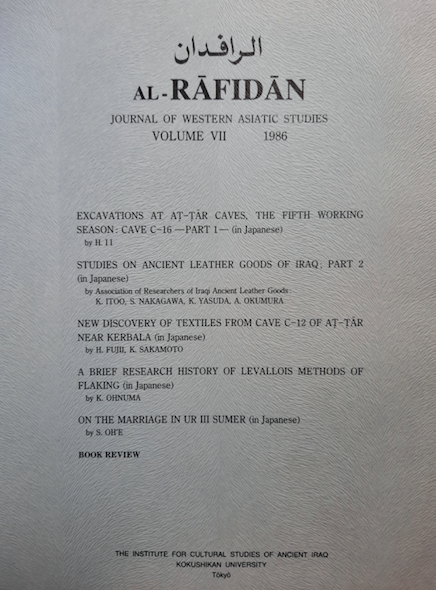 الرافدان
AL-RĀFIDĀN
JOURNAL OF WESTERN ASIATIC STUDIES
VOLUME VII 1986
EXCAVATIONS AT AṬ-ṬĀR CAVES, THE FIFTH WORKING
SEASON: CAVE C-16 —PART 1— (in Japanese)
by H. I I
STUDIES ON ANCIENT LEATHER GOODS OF IRAQ; PART 2
(in Japanese)
by Association of Researchers of Iraqi Ancient Leather Goods:
K. ITOO, S. NAKAGAWA, K. YASUDA, A. OKUMURA
NEW DISCOVERY OF TEXTILES FROM CAVE C-12 OF AṬ-ṬĀR
NEAR KERBALA (in Japanese)
by H. FUJII, K. SAKAMOTO
A BRIEF RESEARCH HISTORY OF LEVALLOIS METHODS OF
FLAKING (in Japanese)
by K. OHNUMA
ON THE MARRIAGE IN UR III SUMER (in Japanese)
by S. OH'E
BOOK REVIEW
THE INSTITUTE FOR CULTURAL STUDIES OF ANCIENT IRAQ
KOKUSHIKAN UNIVERSITY
Tōkyō